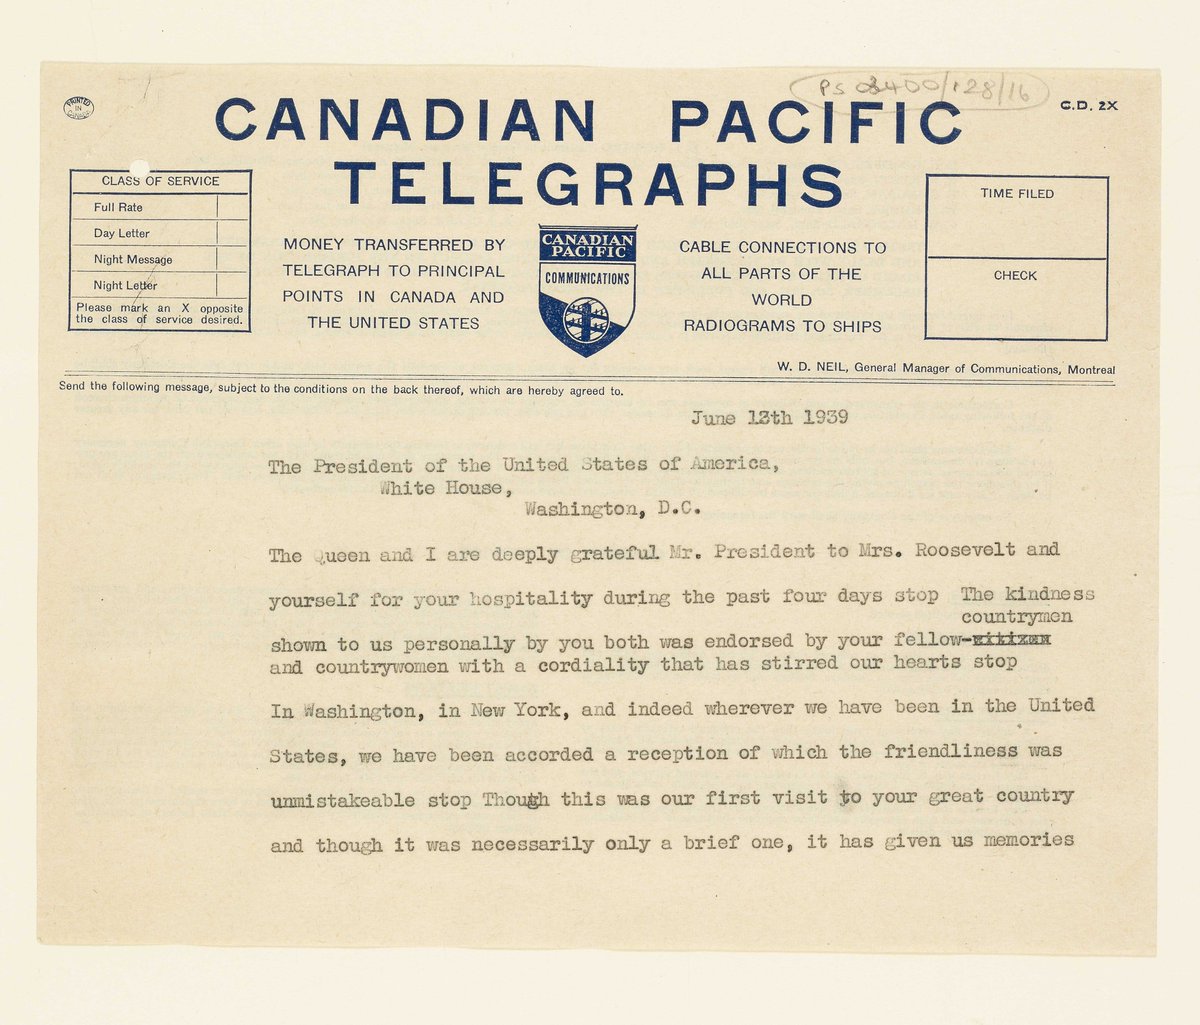 PRINTED
IN
CANADA
PS 03400/128/16
C.D. 2X
CANADIAN PACIFIC
TELEGRAPHS
CLASS OF SERVICE
Full Rate
Day Letter
Night Message
Night Letter
Please mark an X opposite
the class of service desired.
MONEY TRANSFERRED BY
TELEGRAPH TO PRINCIPAL
POINTS IN CANADA AND
THE UNITED STATES
CANADIAN
PACIFIC
COMMUNICATIONS
CABLE CONNECTIONS TO
ALL PARTS OF THE
WORLD
RADIOGRAMS TO SHIPS
TIME FILED
CHECK
W. D. NEIL, General Manager of Communications, Montreal
Send the following message, subject to the conditions on the back thereof, which are hereby agreed to.
June 12th 1939
The President of the United States of America,
White House,
Washington, D.C.
The Queen and I are deeply grateful Mr. President to Mrs. Roosevelt and
yourself for your hospitality during the past four days stop The kindness
countrymen
shown to us personally by you both was endorsed by your fellow-citizen
and countrywomen with a cordiality that has stirred our hearts stop
In Washington, in New York, and indeed wherever we have been in the United
States, we have been accorded a reception of which the friendliness was
unmistakeable stop Though this was our first visit to your great country
and though it was necessarily only a brief one, it has given us memories